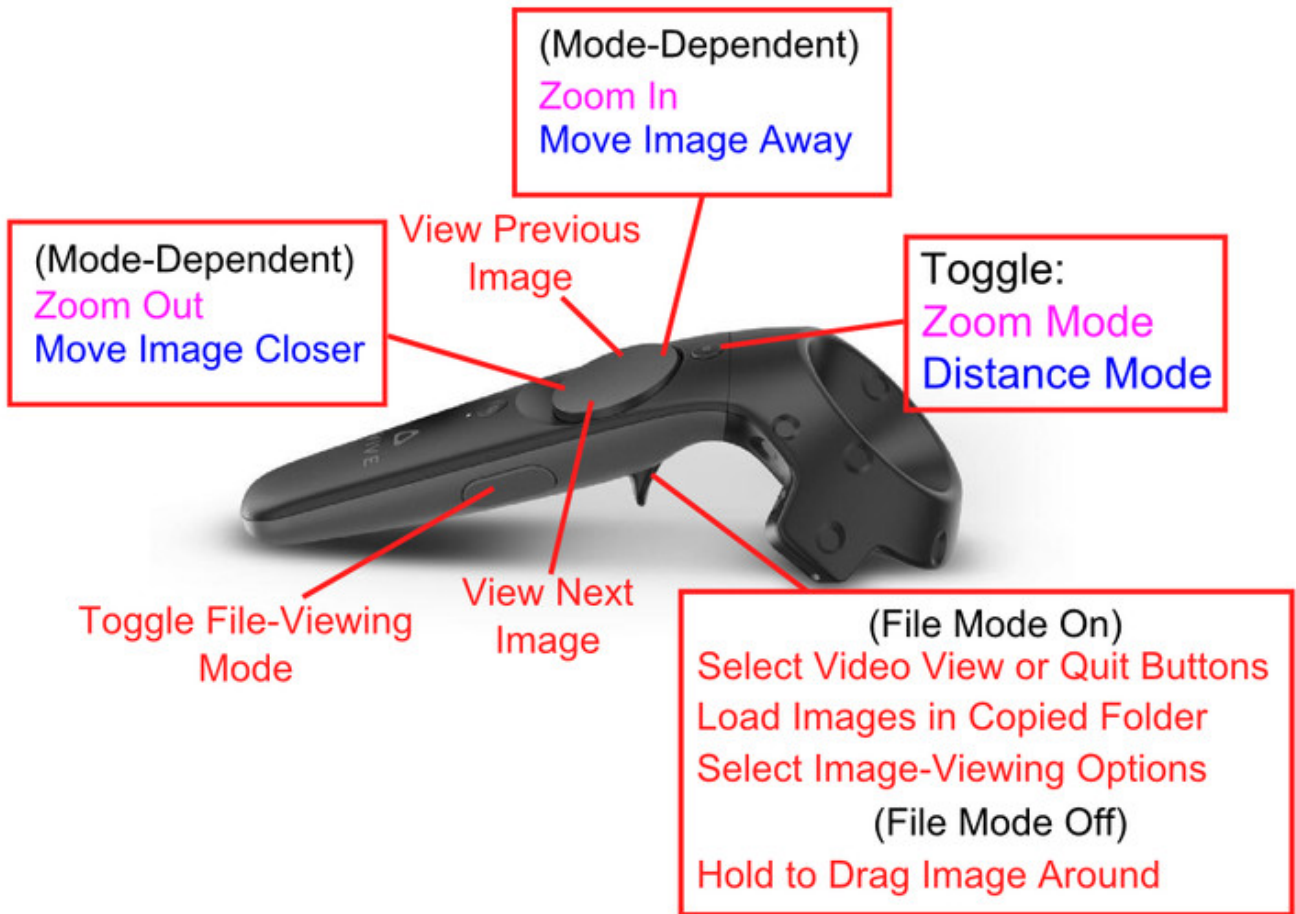 (Mode-Dependent)
Zoom In
Move Image Away
View Previous
Image
(Mode-Dependent)
Zoom Out
Move Image Closer
Toggle:
Zoom Mode
Distance Mode
VIVE
Toggle File-Viewing
Mode
View Next
Image
(File Mode On)
Select Video View or Quit Buttons
Load Images in Copied Folder
Select Image-Viewing Options
(File Mode Off)
Hold to Drag Image Around